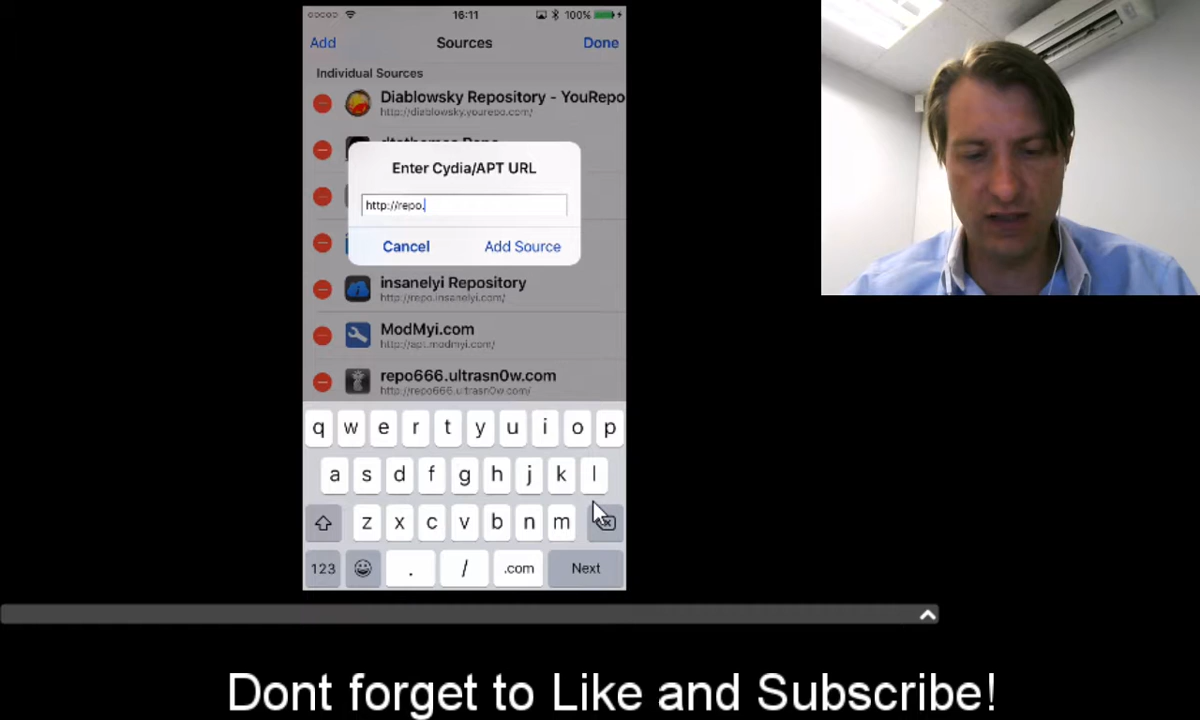 16:11
100%
Add
Sources
Done
Individual Sources
Diablowsky Repository - YouRepo
http://diablowsky.yourepo.com/
Enter Cydia/APT URL
http://repo.
Cancel
Add Source
insanelyi Repository
http://repo.insanelyi.com/
ModMyi.com
http://apt.modmyi.com/
repo666.ultrasn0w.com
http://repo666.ultrasn0w.com/
q w e r t y u i o p
a s d f g h j k l
z x c v b n m
123
.
/
.com
Next
Dont forget to Like and Subscribe!